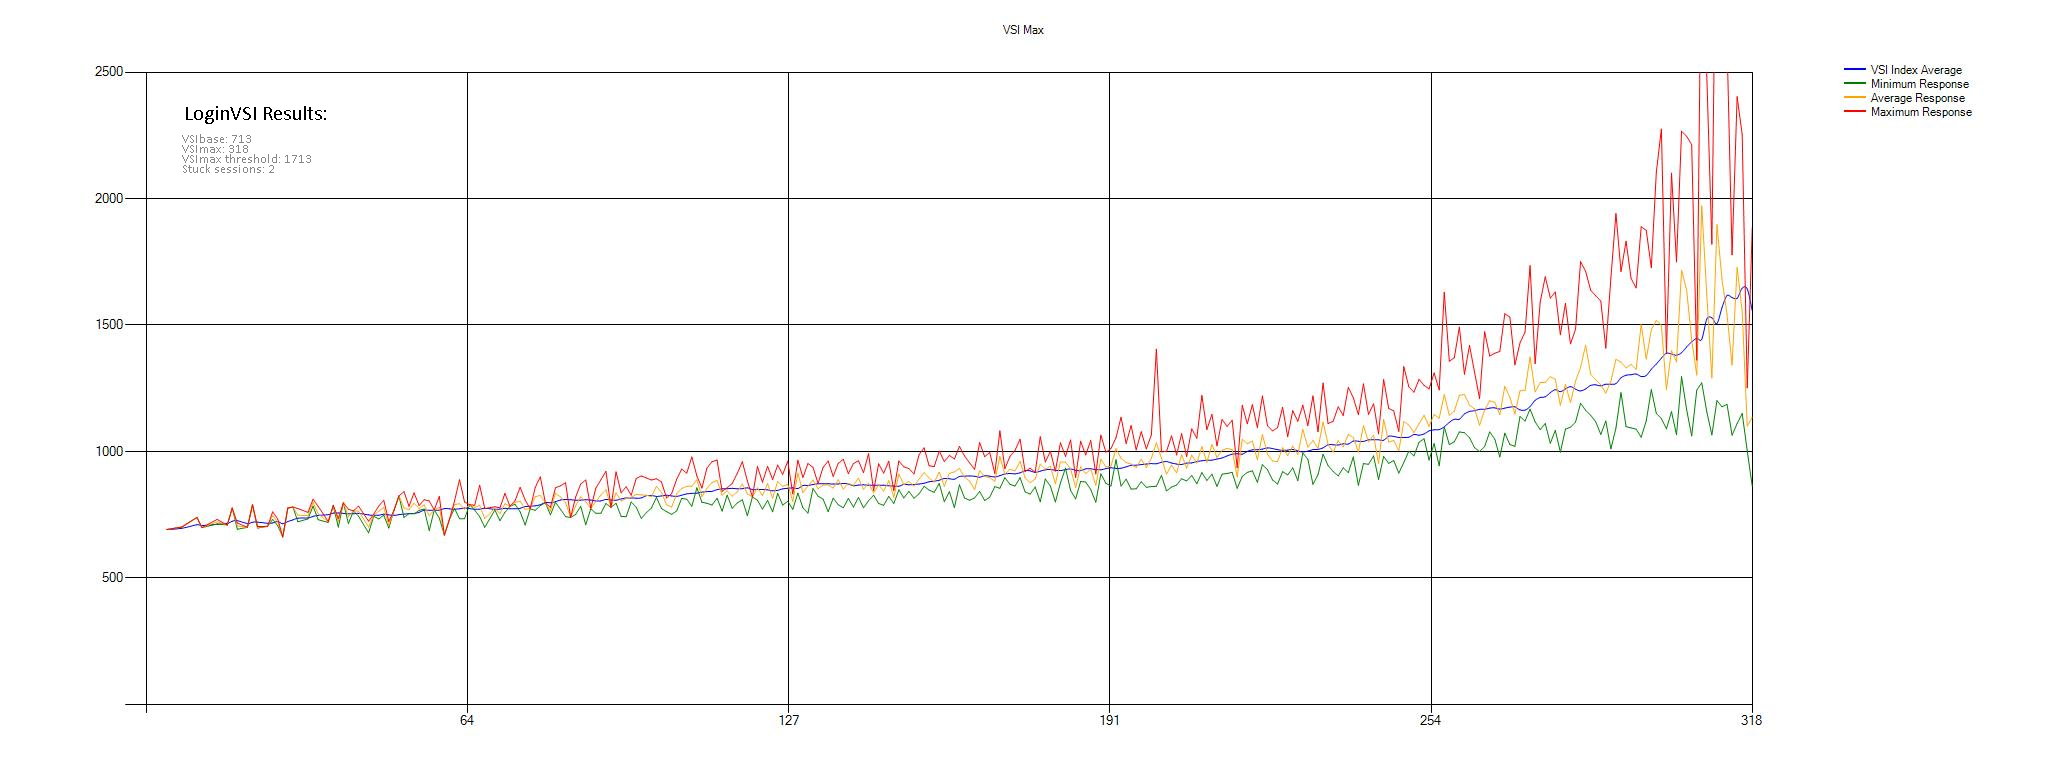 VSI Max
2500
2000
1500
1000
500
LoginVSI Results:
VSIbase: 713
VSImax: 318
VSImax threshold: 1713
Stuck sessions: 2
VSI Index Average
Minimum Response
Average Response
Maximum Response
64
127
191
254
318